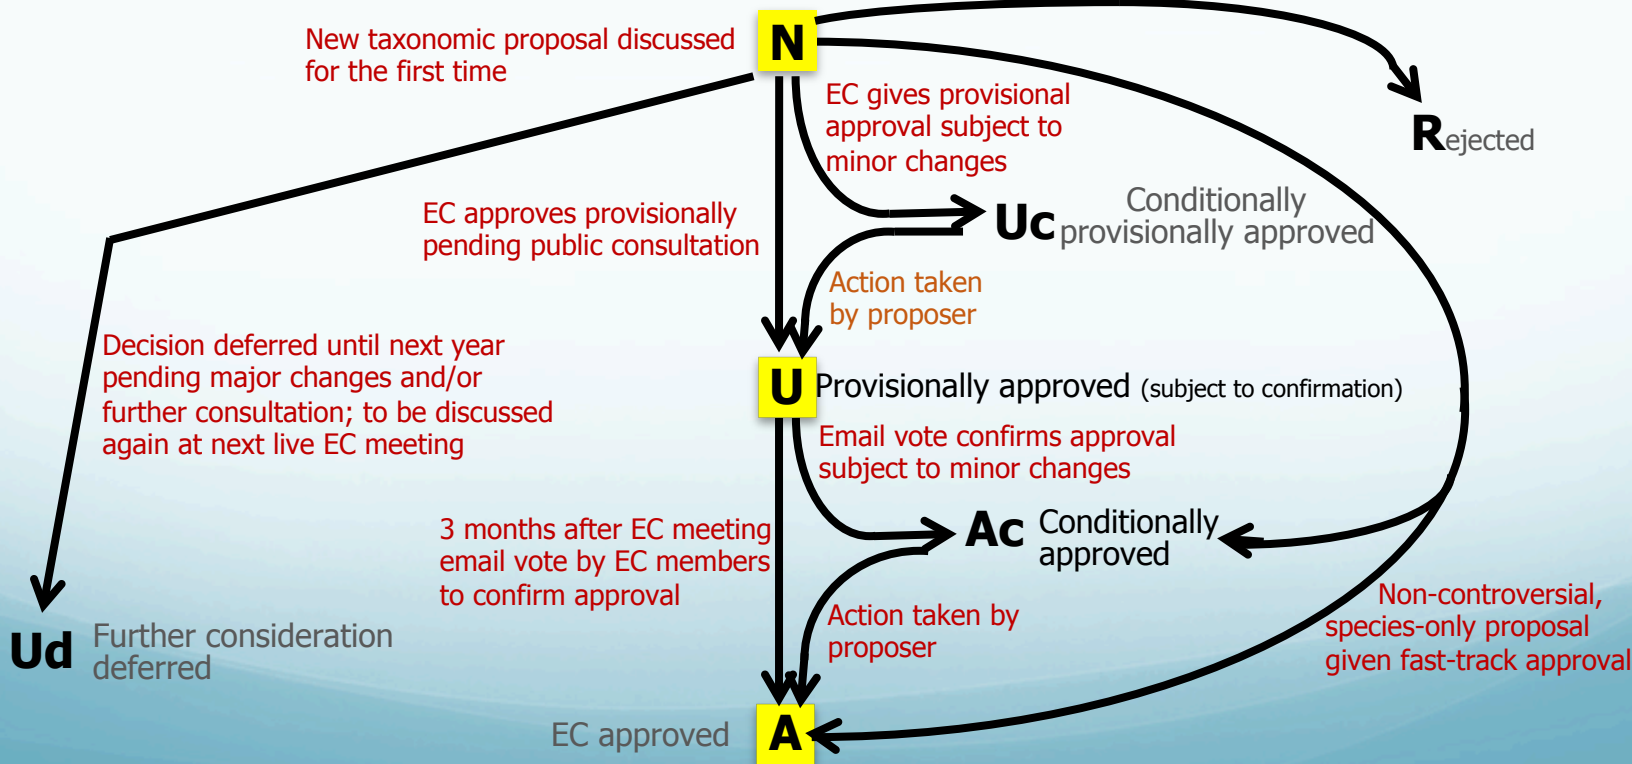 New taxonomic proposal discussed
for the first time
N
EC gives provisional
approval subject to
minor changes
Rejected
EC approves provisionally
pending public consultation
Uc
Conditionally
provisionally approved
Action taken
by proposer
Decision deferred until next year
pending major changes and/or
further consultation; to be discussed
again at next live EC meeting
U Provisionally approved (subject to confirmation)
Email vote confirms approval
subject to minor changes
3 months after EC meeting
email vote by EC members
to confirm approval
Ac
Conditionally
approved
Action taken by
proposer
Non-controversial,
species-only proposal
given fast-track approval
Ud
Further consideration
deferred
EC approved
A